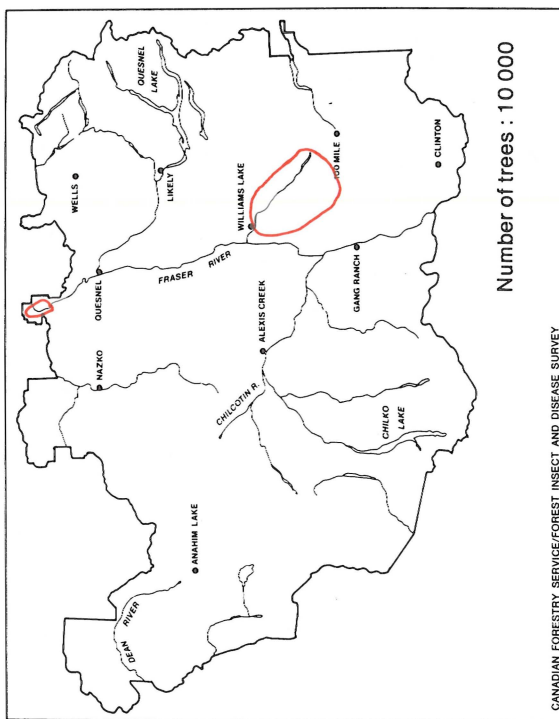 QUESNEL
LAKE
WELLS
LIKELY
QUESNEL
NAZKO
FRASER RIVER
WILLIAMS LAKE
100 MILE
CLINTON
ALEXIS CREEK
GANG RANCH
CHILCOTIN R.
CHILKO
LAKE
ANAHIM LAKE
DEAN RIVER
Number of trees : 10 000
CANADIAN FORESTRY SERVICE/FOREST INSECT AND DISEASE SURVEY